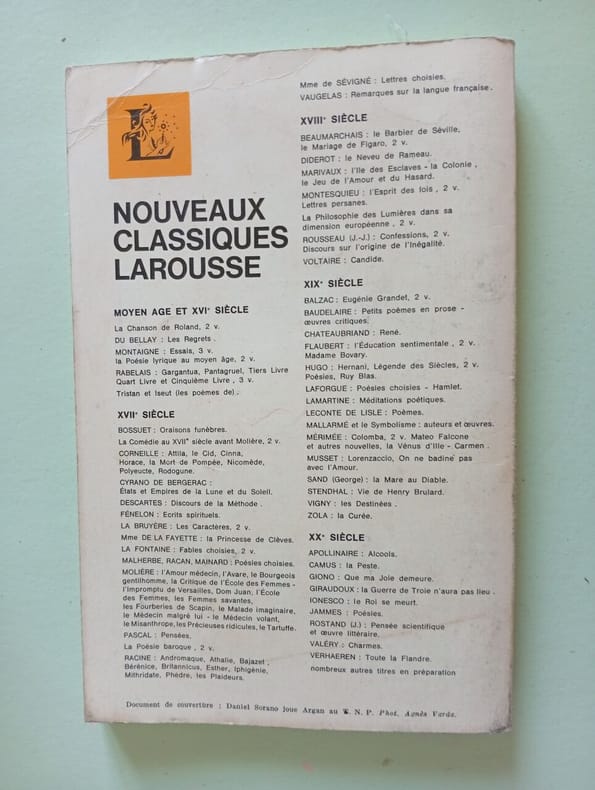 L
NOUVEAUX
CLASSIQUES
LAROUSSE
MOYEN AGE ET XVIᵉ SIÈCLE
La Chanson de Roland, 2 v.
DU BELLAY : Les Regrets .
MONTAIGNE : Essais, 3 v.
la Poésie lyrique au moyen âge, 2 v.
RABELAIS : Gargantua, Pantagruel, Tiers Livre
Quart Livre et Cinquième Livre , 3 v.
Tristan et Iseut (les poèmes de) .
XVIIᵉ SIÈCLE
BOSSUET : Oraisons funèbres.
La Comédie au XVIIᵉ siècle avant Molière, 2 v.
CORNEILLE : Attila, le Cid, Cinna,
Horace, la Mort de Pompée, Nicomède,
Polyeucte, Rodogune.
CYRANO DE BERGERAC :
États et Empires de la Lune et du Soleil.
DESCARTES : Discours de la Méthode .
FÉNELON : Ecrits spirituels.
LA BRUYÈRE : Les Caractères, 2 v.
Mme DE LA FAYETTE : la Princesse de Clèves.
LA FONTAINE : Fables choisies, 2 v.
MALHERBE, RACAN, MAINARD : Poésies choisies.
MOLIÈRE : l'Amour médecin, l'Avare, le Bourgeois
gentilhomme, la Critique de l'École des Femmes -
l'Impromptu de Versailles, Dom Juan, l'École
des Femmes, les Femmes savantes,
les Fourberies de Scapin, le Malade imaginaire,
le Médecin malgré lui - le Médecin volant,
le Misanthrope, les Précieuses ridicules, le Tartuffe.
PASCAL : Pensées.
La Poésie baroque , 2 v.
RACINE : Andromaque, Athalie, Bajazet ,
Bérénice, Britannicus, Esther, Iphigénie,
Mithridate, Phèdre, les Plaideurs.
Mme de SÉVIGNÉ : Lettres choisies.
VAUGELAS : Remarques sur la langue française .
XVIIIᵉ SIÈCLE
BEAUMARCHAIS : le Barbier de Séville,
le Mariage de Figaro, 2 v.
DIDEROT : le Neveu de Rameau.
MARIVAUX : l'Ile des Esclaves - la Colonie ,
le Jeu de l'Amour et du Hasard.
MONTESQUIEU : l'Esprit des lois , 2 v.
Lettres persanes.
La Philosophie des Lumières dans sa
dimension européenne , 2 v.
ROUSSEAU (J.-J.) : Confessions, 2 v.
Discours sur l'origine de l'Inégalité.
VOLTAIRE : Candide.
XIXᵉ SIÈCLE
BALZAC : Eugénie Grandet, 2 v.
BAUDELAIRE : Petits poèmes en prose -
œuvres critiques.
CHATEAUBRIAND : René.
FLAUBERT : l'Éducation sentimentale , 2 v.
Madame Bovary.
HUGO : Hernani, Légende des Siècles, 2 v.
Poésies, Ruy Blas.
LAFORGUE : Poésies choisies - Hamlet.
LAMARTINE : Méditations poétiques.
LECONTE DE LISLE : Poèmes.
MALLARMÉ et le Symbolisme : auteurs et œuvres.
MÉRIMÉE : Colomba, 2 v. Mateo Falcone
et autres nouvelles, la Vénus d'Ille - Carmen .
MUSSET : Lorenzaccio, On ne badine pas
avec l'Amour.
SAND (George) : la Mare au Diable.
STENDHAL : Vie de Henry Brulard.
VIGNY : les Destinées .
ZOLA : la Curée.
XXᵉ SIÈCLE
APOLLINAIRE : Alcools.
CAMUS : la Peste.
GIONO : Que ma Joie demeure.
GIRAUDOUX : la Guerre de Troie n'aura pas lieu .
IONESCO : le Roi se meurt.
JAMMES : Poésies.
ROSTAND (J.) : Pensée scientifique
et œuvre littéraire.
VALÉRY : Charmes.
VERHAEREN : Toute la Flandre.
nombreux autres titres en préparation
Document de couverture : Daniel Sorano joue Argan au T. N. P. Phot. Agnès Varda.